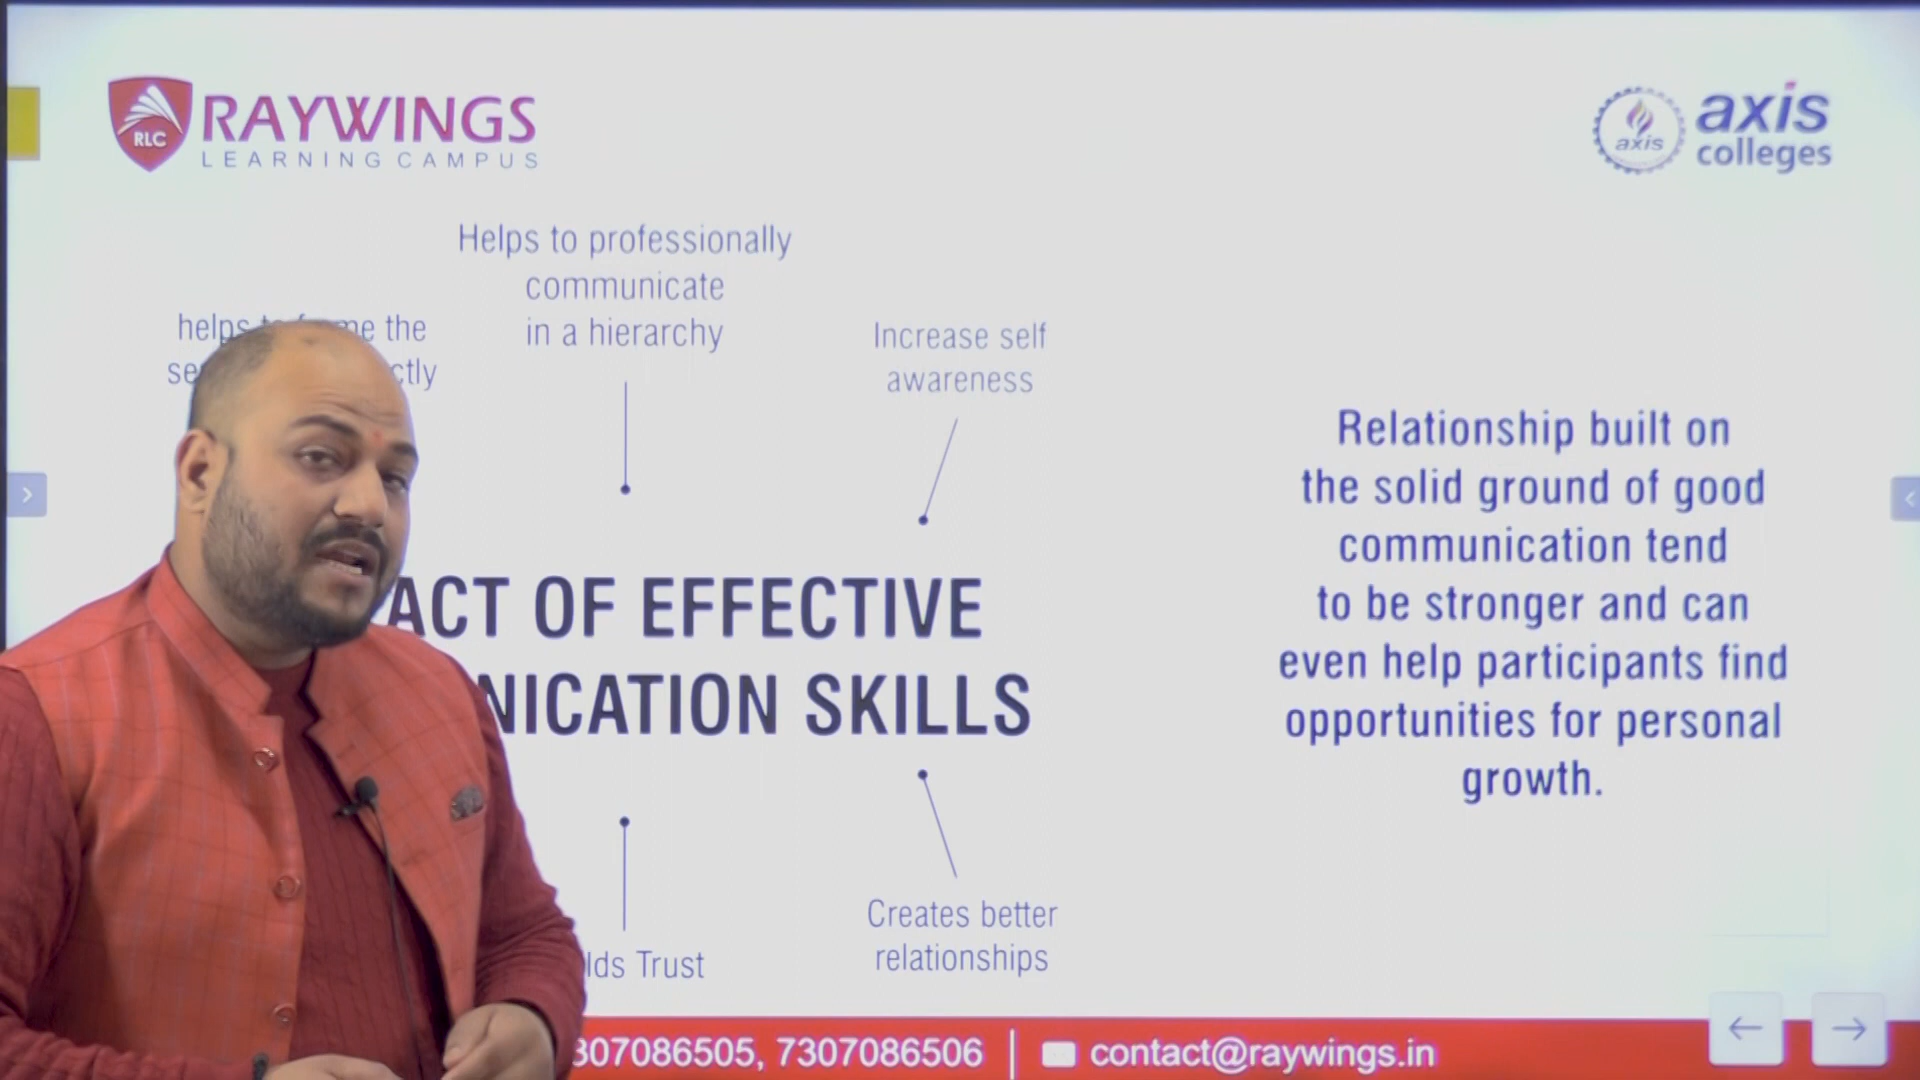 RLC
RAYWINGS
LEARNING CAMPUS
axis
axis
colleges
Helps to professionally
communicate
in a hierarchy
helps the
Increase self
awareness
ACT OF EFFECTIVE
NICATION SKILLS
Creates better
relationships
lds Trust
Relationship built on
the solid ground of good
communication tend
to be stronger and can
even help participants find
opportunities for personal
growth.
307086505, 7307086506
contact@raywings.in